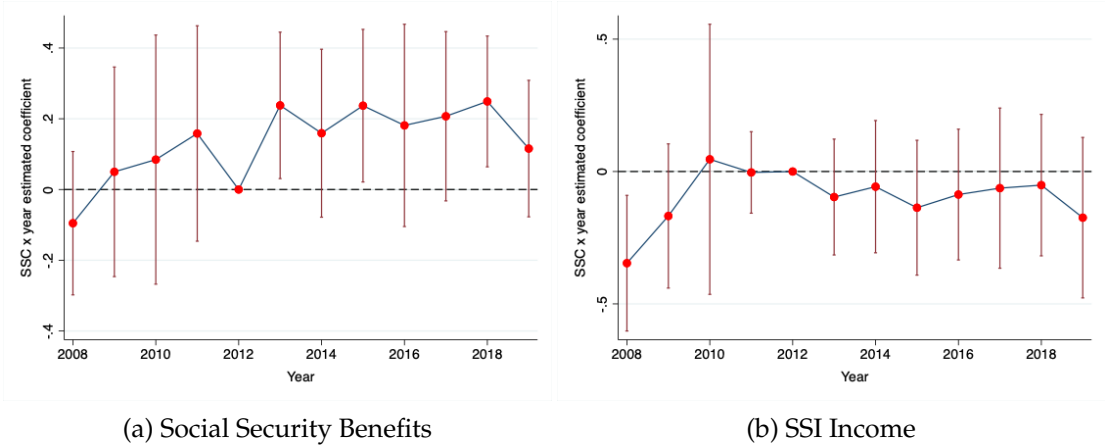 SSC x year estimated coefficient
.4
.2
0
-.2
-.4
2008 2010 2012 2014 2016 2018
Year
(a) Social Security Benefits
SSC x year estimated coefficient
.5
0
-.5
2008 2010 2012 2014 2016 2018
Year
(b) SSI Income